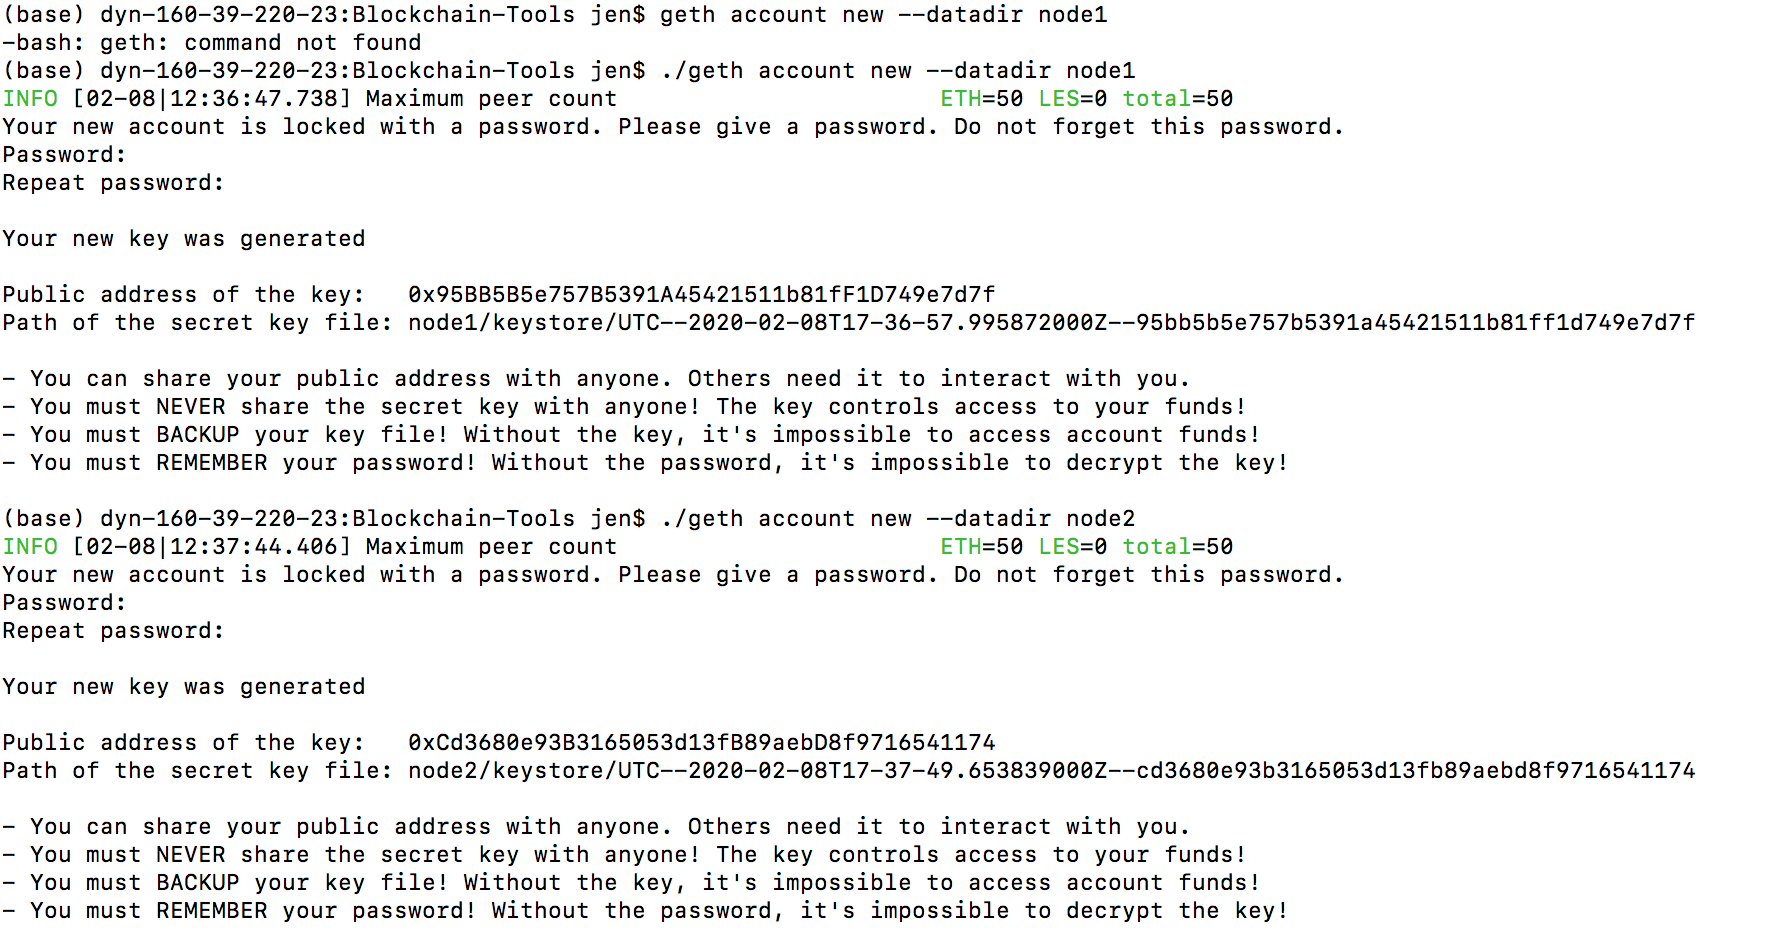 (base) dyn-160-39-220-23:Blockchain-Tools jen$ geth account new --datadir node1
-bash: geth: command not found
(base) dyn-160-39-220-23:Blockchain-Tools jen$ ./geth account new --datadir node1
INFO [02-08|12:36:47.738] Maximum peer count                       ETH=50 LES=0 total=50
Your new account is locked with a password. Please give a password. Do not forget this password.
Password:
Repeat password:
Your new key was generated
Public address of the key:   0x95BB5B5e757B5391A45421511b81fF1D749e7d7f
Path of the secret key file: node1/keystore/UTC--2020-02-08T17-36-57.995872000Z--95bb5b5e757b5391a45421511b81ff1d749e7d7f
- You can share your public address with anyone. Others need it to interact with you.
- You must NEVER share the secret key with anyone! The key controls access to your funds!
- You must BACKUP your key file! Without the key, it's impossible to access account funds!
- You must REMEMBER your password! Without the password, it's impossible to decrypt the key!
(base) dyn-160-39-220-23:Blockchain-Tools jen$ ./geth account new --datadir node2
INFO [02-08|12:37:44.406] Maximum peer count                       ETH=50 LES=0 total=50
Your new account is locked with a password. Please give a password. Do not forget this password.
Password:
Repeat password:
Your new key was generated
Public address of the key:   0xCd3680e93B3165053d13fB89aebD8f9716541174
Path of the secret key file: node2/keystore/UTC--2020-02-08T17-37-49.653839000Z--cd3680e93b3165053d13fb89aebd8f9716541174
- You can share your public address with anyone. Others need it to interact with you.
- You must NEVER share the secret key with anyone! The key controls access to your funds!
- You must BACKUP your key file! Without the key, it's impossible to access account funds!
- You must REMEMBER your password! Without the password, it's impossible to decrypt the key!